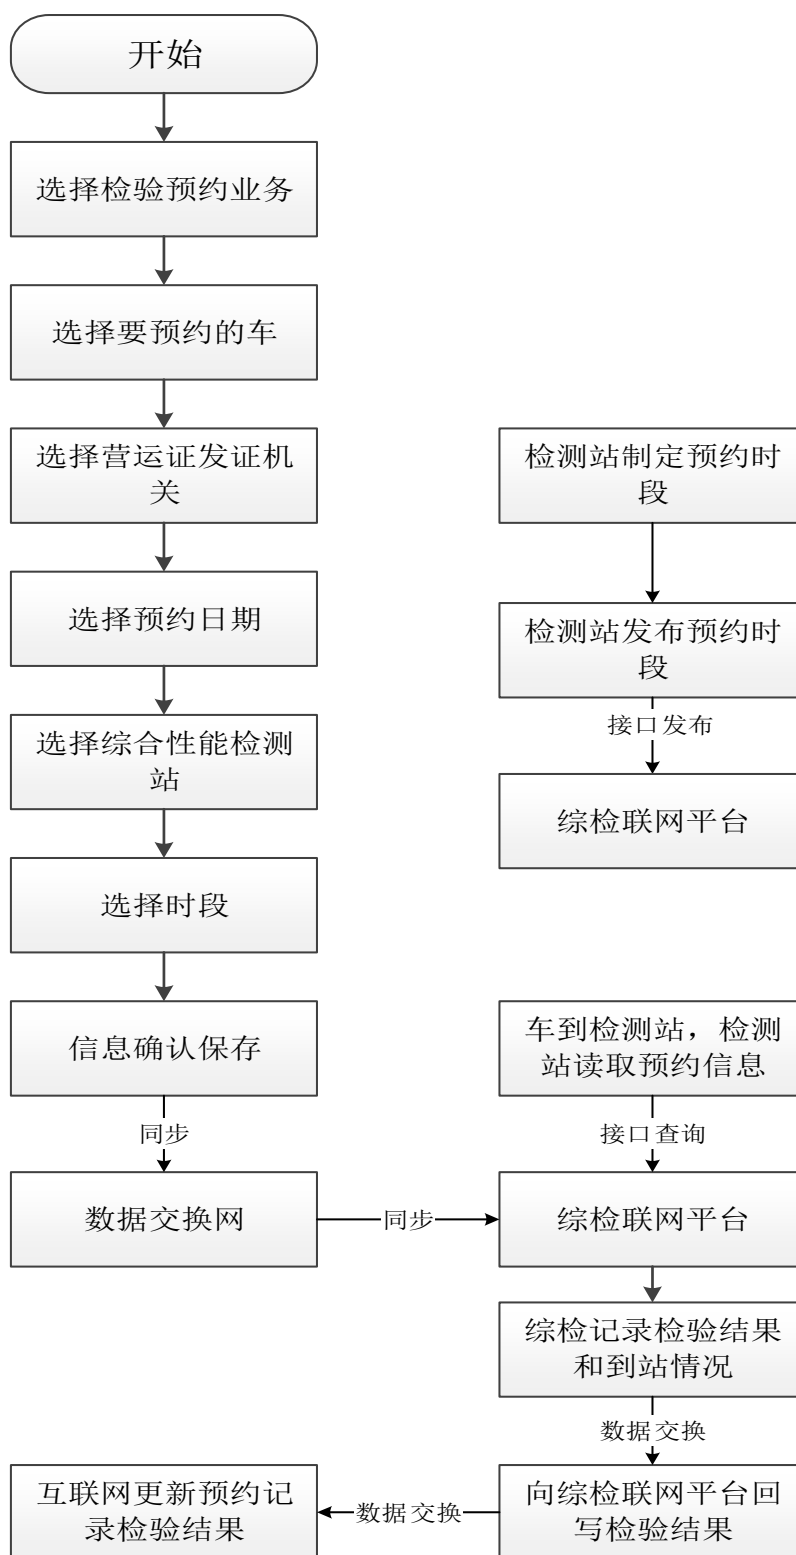 开始
选择检验预约业务
选择要预约的车
选择营运证发证机
关
选择预约日期
选择综合性能检测
站
选择时段
信息确认保存
同步
数据交换网
同步
检测站制定预约时
段
检测站发布预约时
段
接口发布
综检联网平台
车到检测站，检测
站读取预约信息
接口查询
综检联网平台
综检记录检验结果
和到站情况
数据交换
向综检联网平台回
写检验结果
数据交换
互联网更新预约记
录检验结果